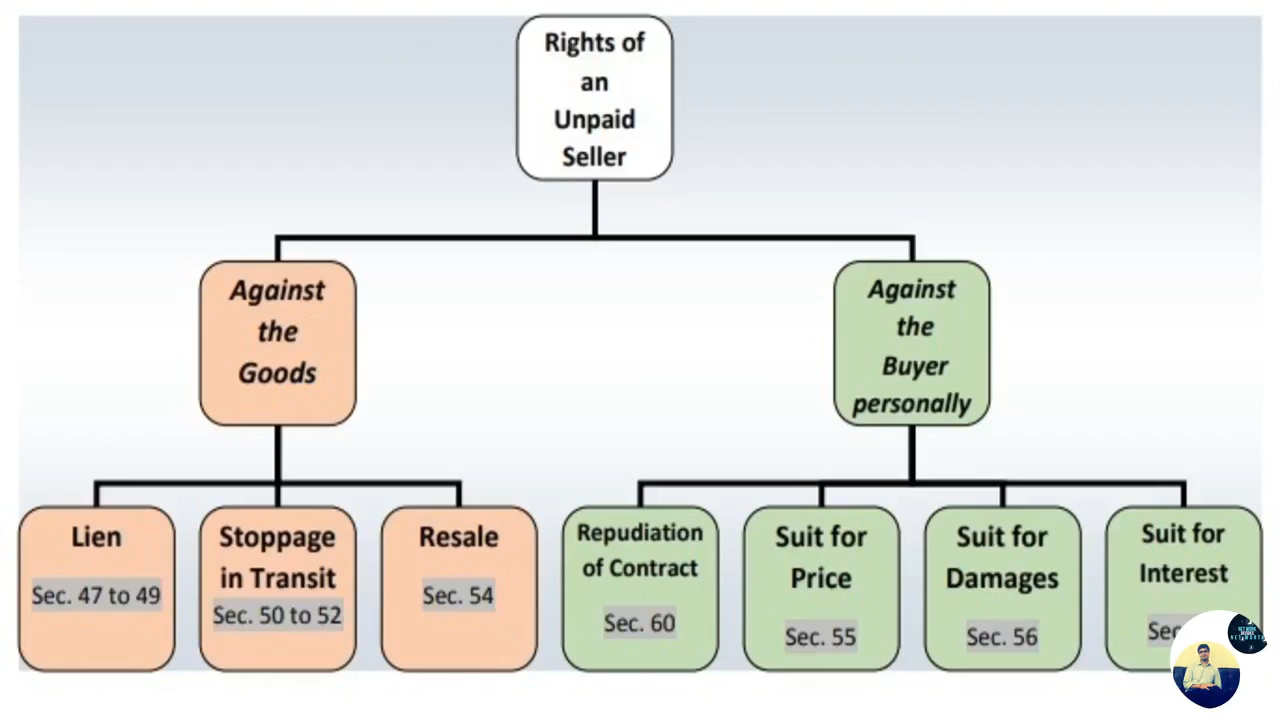 Rights of
an
Unpaid
Seller
Against
the
Goods
Against
the
Buyer
personally
Lien
Sec. 47 to 49
Stoppage
in Transit
Sec. 50 to 52
Resale
Sec. 54
Repudiation
of Contract
Sec. 60
Suit for
Price
Sec. 55
Suit for
Damages
Sec. 56
Suit for
Interest